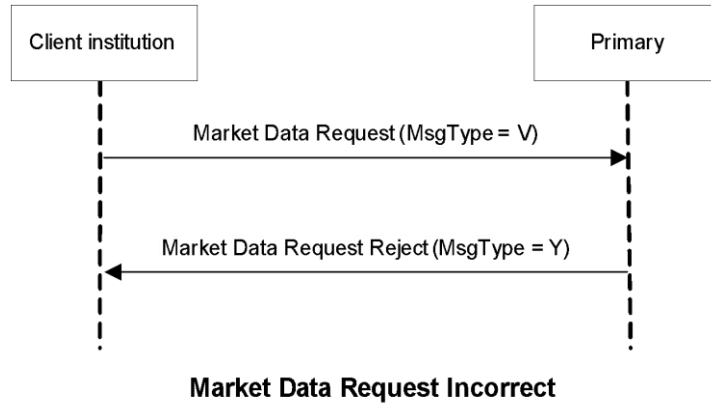 Client institution
Primary
Market Data Request (MsgType = V)
Market Data Request Reject (MsgType = Y)
Market Data Request Incorrect